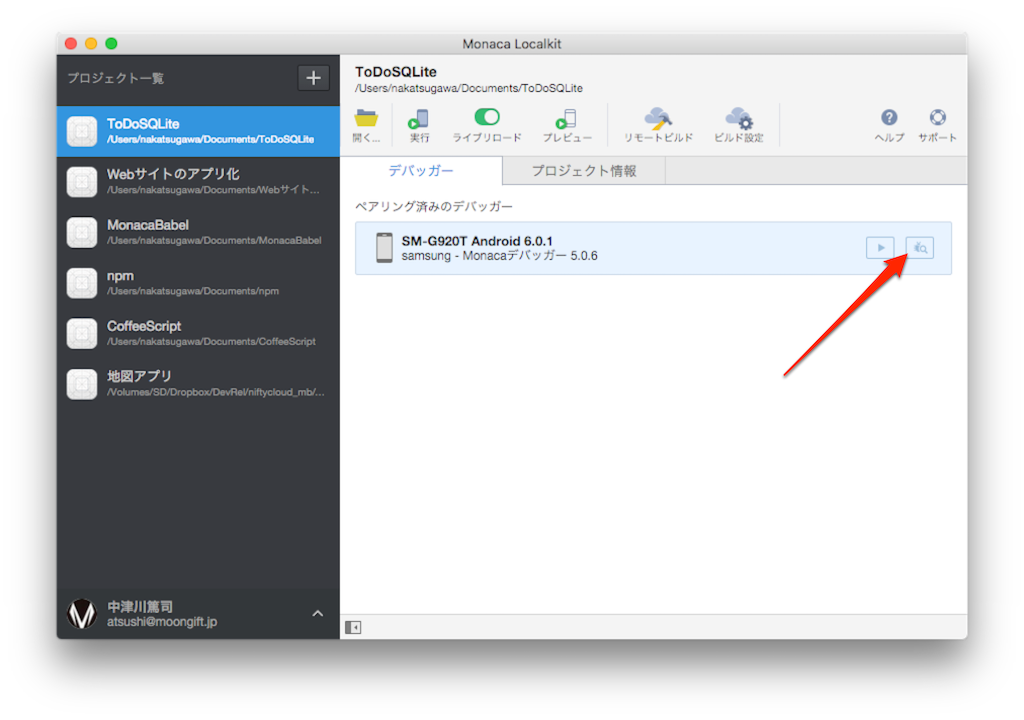 Monaca Localkit
プロジェクト一覧
ToDoSQLite
/Users/nakatsugawa/Documents/ToDoSQLite
Webサイトのアプリ化
/Users/nakatsugawa/Documents/Webサイト...
MonacaBabel
/Users/nakatsugawa/Documents/MonacaBabel
npm
/Users/nakatsugawa/Documents/npm
CoffeeScript
/Users/nakatsugawa/Documents/CoffeeScript
地図アプリ
/Volumes/SD/Dropbox/DevRel/niftycloud_mb/...
中津川篤司
atsushi@moongift.jp
ToDoSQLite
/Users/nakatsugawa/Documents/ToDoSQLite
開く... 実行 ライブリロード プレビュー リモートビルド ビルド設定 ヘルプ サポート
デバッガー プロジェクト情報
ペアリング済みのデバッガー
SM-G920T Android 6.0.1
samsung - Monacaデバッガー 5.0.6